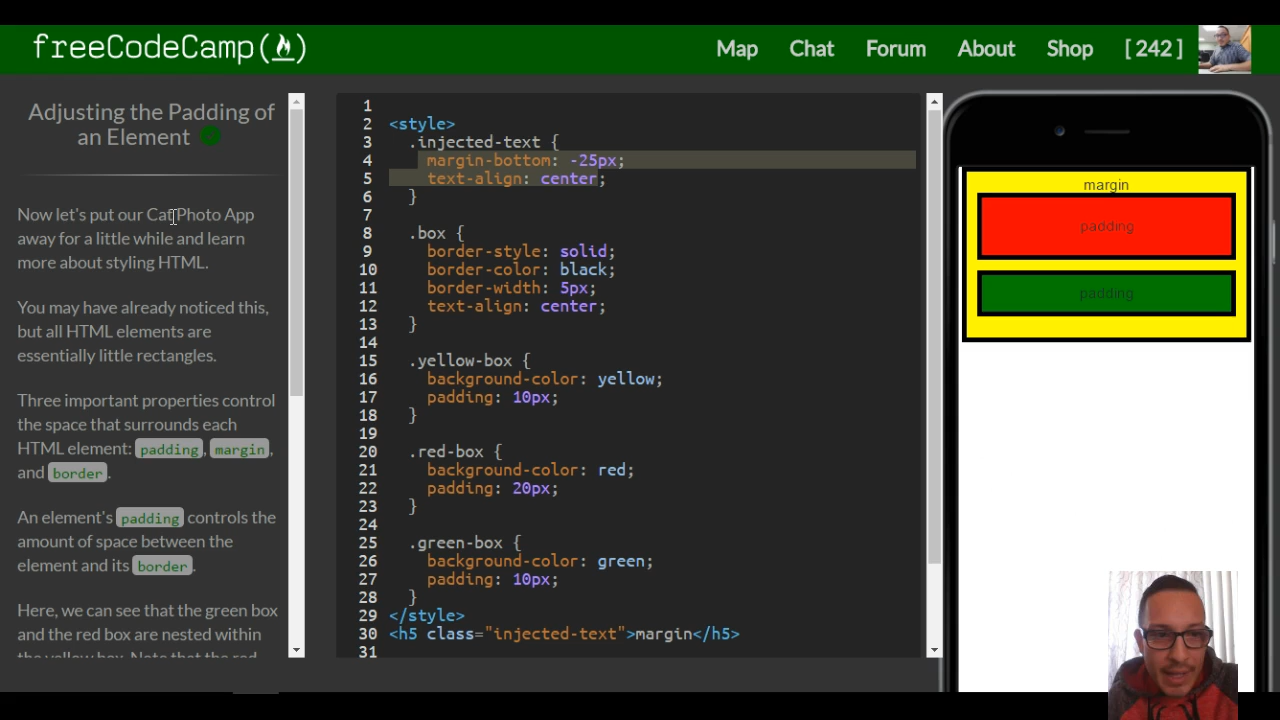 freeCodeCamp(🔥)
Map Chat Forum About Shop [ 242 ]
Adjusting the Padding of
an Element
Now let's put our CatPhoto App
away for a little while and learn
more about styling HTML.
You may have already noticed this,
but all HTML elements are
essentially little rectangles.
Three important properties control
the space that surrounds each
HTML element: padding, margin,
and border.
An element's padding controls the
amount of space between the
element and its border.
Here, we can see that the green box
and the red box are nested within
the yellow box. Note that the red
1
2 <style>
3 .injected-text {
4 margin-bottom: -25px;
5 text-align: center;
6 }
7
8 .box {
9 border-style: solid;
10 border-color: black;
11 border-width: 5px;
12 text-align: center;
13 }
14
15 .yellow-box {
16 background-color: yellow;
17 padding: 10px;
18 }
19
20 .red-box {
21 background-color: red;
22 padding: 20px;
23 }
24
25 .green-box {
26 background-color: green;
27 padding: 10px;
28 }
29 </style>
30 <h5 class="injected-text">margin</h5>
31
margin
padding
padding